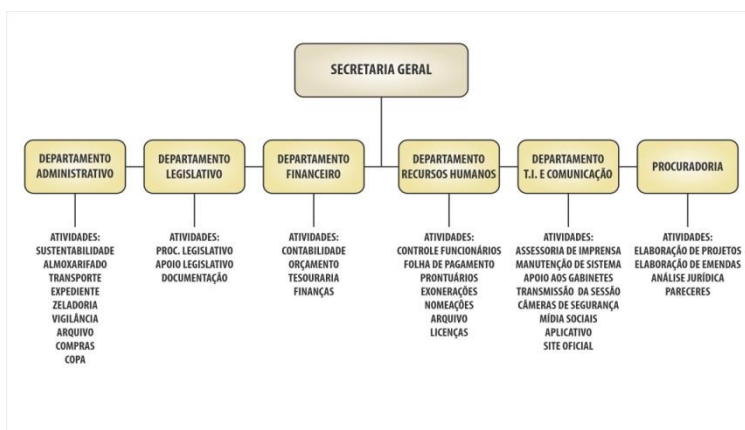 SECRETARIA GERAL
DEPARTAMENTO
ADMINISTRATIVO
DEPARTAMENTO
LEGISLATIVO
DEPARTAMENTO
FINANCEIRO
DEPARTAMENTO
RECURSOS HUMANOS
DEPARTAMENTO
T.I. E COMUNICAÇÃO
PROCURADORIA
ATIVIDADES:
SUSTENTABILIDADE
ALMOXARIFADO
TRANSPORTE
EXPEDIENTE
ZELADORIA
VIGILÂNCIA
ARQUIVO
COMPRAS
COPA
ATIVIDADES:
PROC. LEGISLATIVO
APOIO LEGISLATIVO
DOCUMENTAÇÃO
ATIVIDADES:
CONTABILIDADE
ORÇAMENTO
TESOURARIA
FINANÇAS
ATIVIDADES:
CONTROLE FUNCIONÁRIOS
FOLHA DE PAGAMENTO
PRONTUÁRIOS
EXONERAÇÕES
NOMEAÇÕES
ARQUIVO
LICENÇAS
ATIVIDADES:
ASSESSORIA DE IMPRENSA
MANUTENÇÃO DE SISTEMA
APOIO AOS GABINETES
TRANSMISSÃO DA SESSÃO
CÂMERAS DE SEGURANÇA
MÍDIA SOCIAIS
APLICATIVO
SITE OFICIAL
ATIVIDADES:
ELABORAÇÃO DE PROJETOS
ELABORAÇÃO DE EMENDAS
ANÁLISE JURÍDICA
PARECERES